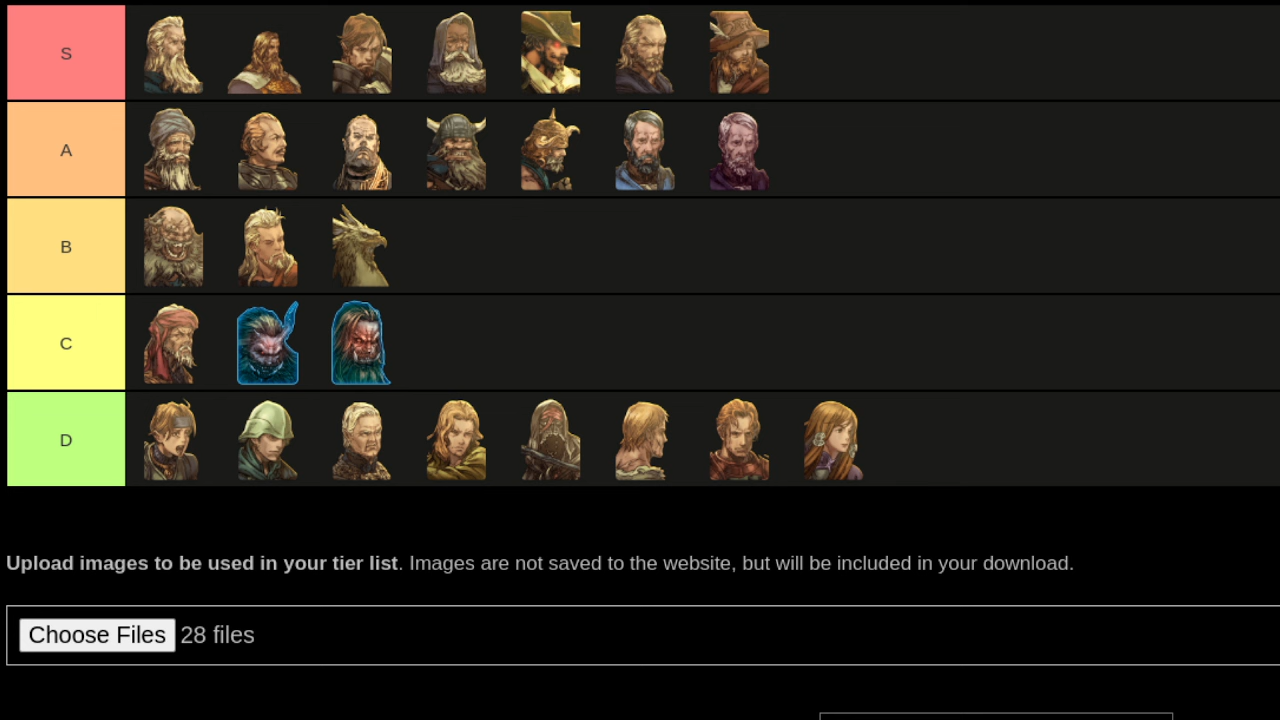 S
A
B
C
D
Upload images to be used in your tier list. Images are not saved to the website, but will be included in your download.
Choose Files 28 files